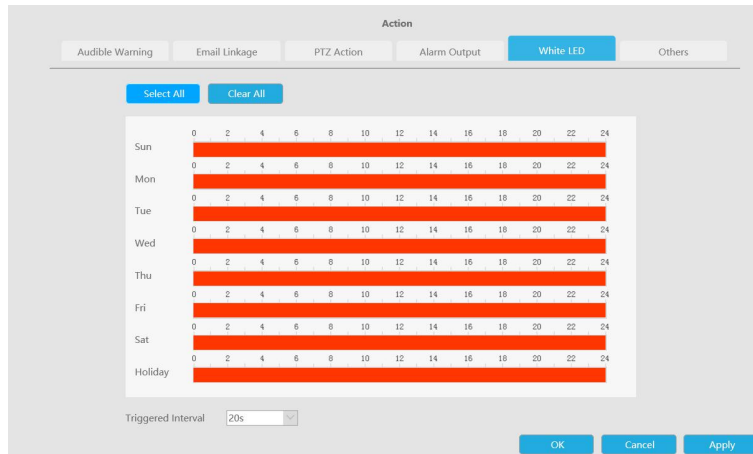 Action
Audible Warning Email Linkage PTZ Action Alarm Output White LED Others
Select All Clear All
0 2 4 6 8 10 12 14 16 18 20 22 24
Sun
0 2 4 6 8 10 12 14 16 18 20 22 24
Mon
0 2 4 6 8 10 12 14 16 18 20 22 24
Tue
0 2 4 6 8 10 12 14 16 18 20 22 24
Wed
0 2 4 6 8 10 12 14 16 18 20 22 24
Thu
0 2 4 6 8 10 12 14 16 18 20 22 24
Fri
0 2 4 6 8 10 12 14 16 18 20 22 24
Sat
0 2 4 6 8 10 12 14 16 18 20 22 24
Holiday
Triggered Interval 20s
OK Cancel Apply